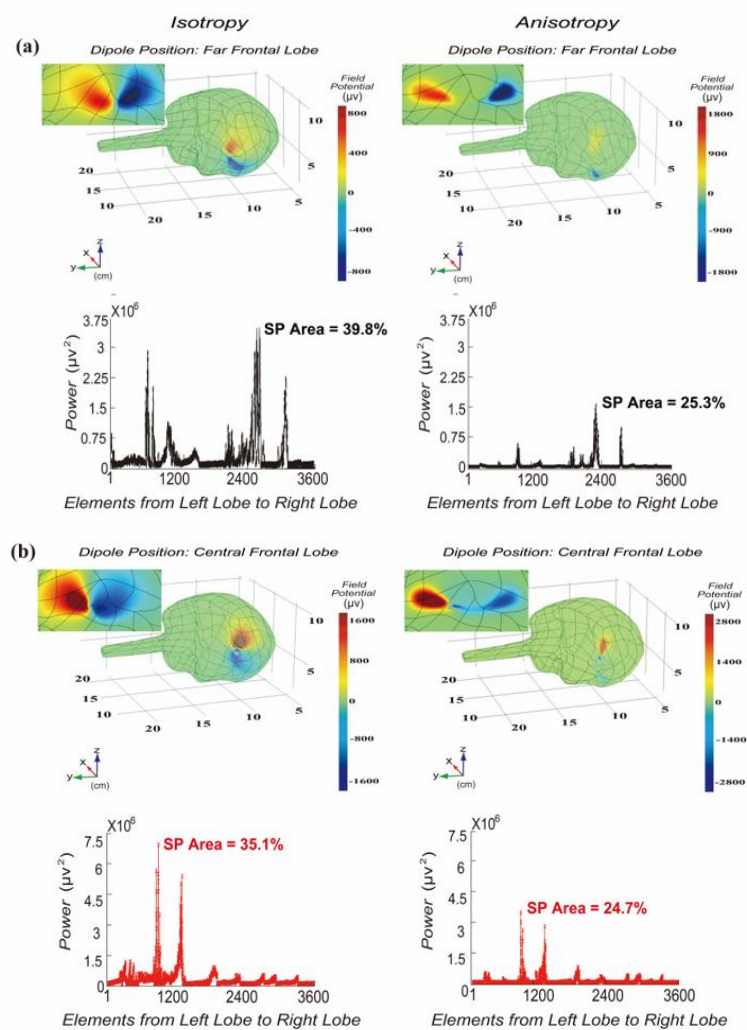 Isotropy
Anisotropy
(a)
Dipole Position: Far Frontal Lobe
Field
Potential
(μv)
800
400
0
-400
-800
10
5
20
15
10
20
15
10
5
z
x
y
(cm)
Dipole Position: Far Frontal Lobe
Field
Potential
(μv)
1800
900
0
-900
-1800
10
5
20
15
10
20
15
10
5
z
x
y
(cm)
X10⁶
3.75
3
2.25
1.5
0.75
Power (μv²)
SP Area = 39.8%
1 1200 2400 3600
Elements from Left Lobe to Right Lobe
X10⁶
3.75
3
2.25
1.5
0.75
Power (μv²)
SP Area = 25.3%
1 1200 2400 3600
Elements from Left Lobe to Right Lobe
(b)
Dipole Position: Central Frontal Lobe
Field
Potential
(μv)
1600
800
0
-800
-1600
10
5
20
15
10
20
15
10
5
z
x
y
(cm)
Dipole Position: Central Frontal Lobe
Field
Potential
(μv)
2800
1400
0
-1400
-2800
10
5
20
15
10
20
15
10
5
z
x
y
(cm)
X10⁶
7.5
6
4.5
3
1.5
0
Power (μv²)
SP Area = 35.1%
1 1200 2400 3600
Elements from Left Lobe to Right Lobe
X10⁶
7.5
6
4.5
3
1.5
0
Power (μv²)
SP Area = 24.7%
1 1200 2400 3600
Elements from Left Lobe to Right Lobe